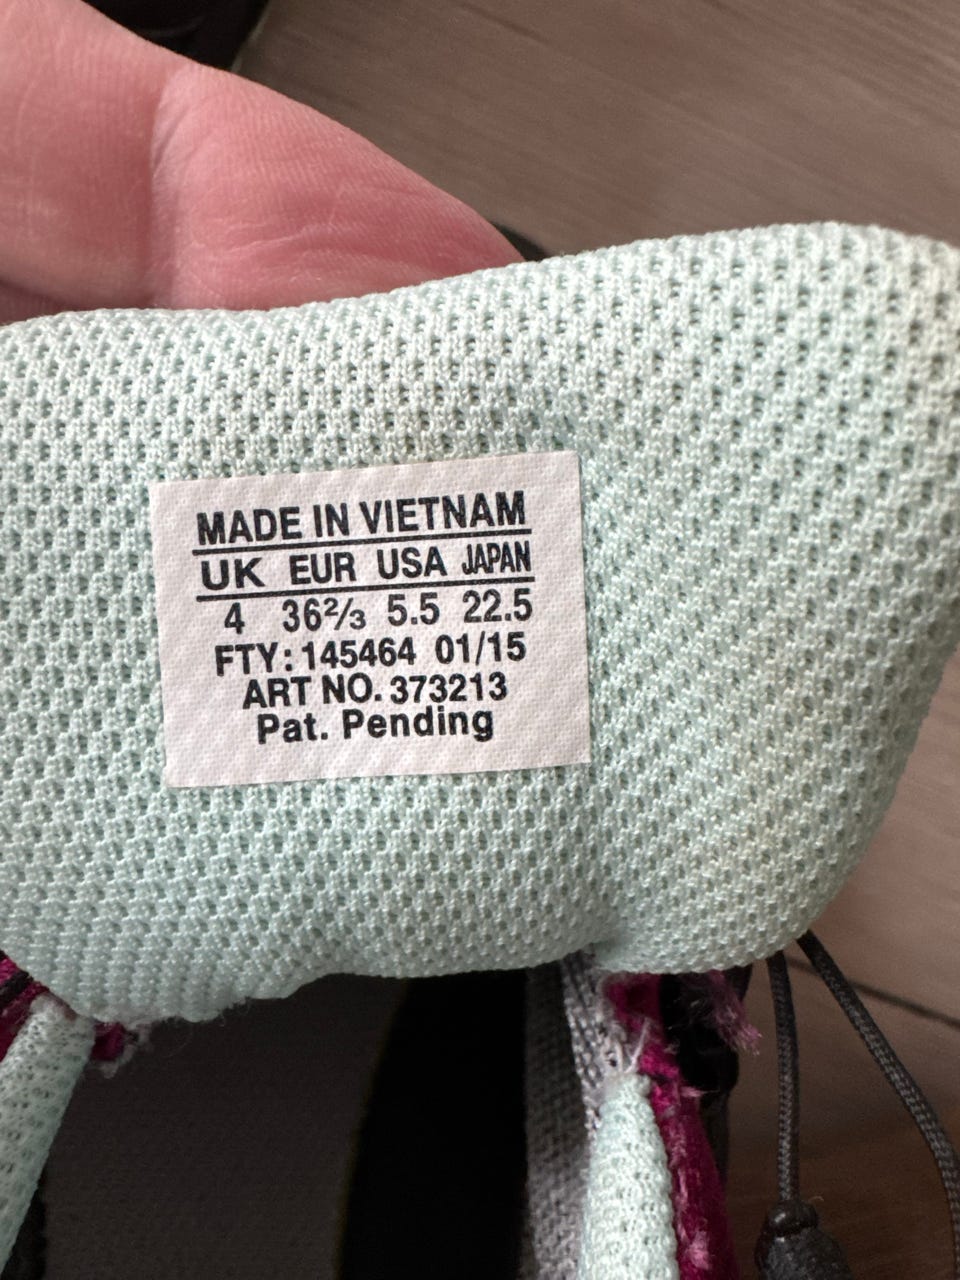 MADE IN VIETNAM
UK EUR USA JAPAN
4 36⅔ 5.5 22.5
FTY: 145464 01/15
ART NO. 373213
Pat. Pending